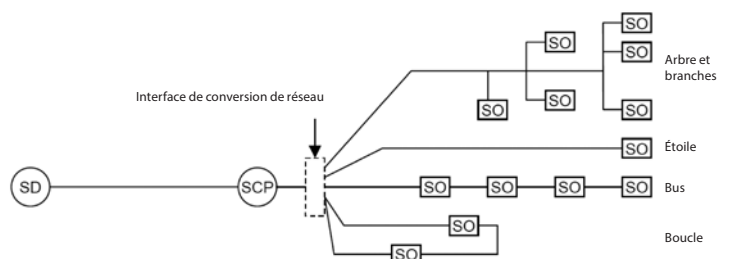 SO
SO
SO
Arbre et
branches
Interface de conversion de réseau
SO
SO
SO
SO
Étoile
SD
SCP
SO
SO
SO
SO
Bus
SO
Boucle
SO